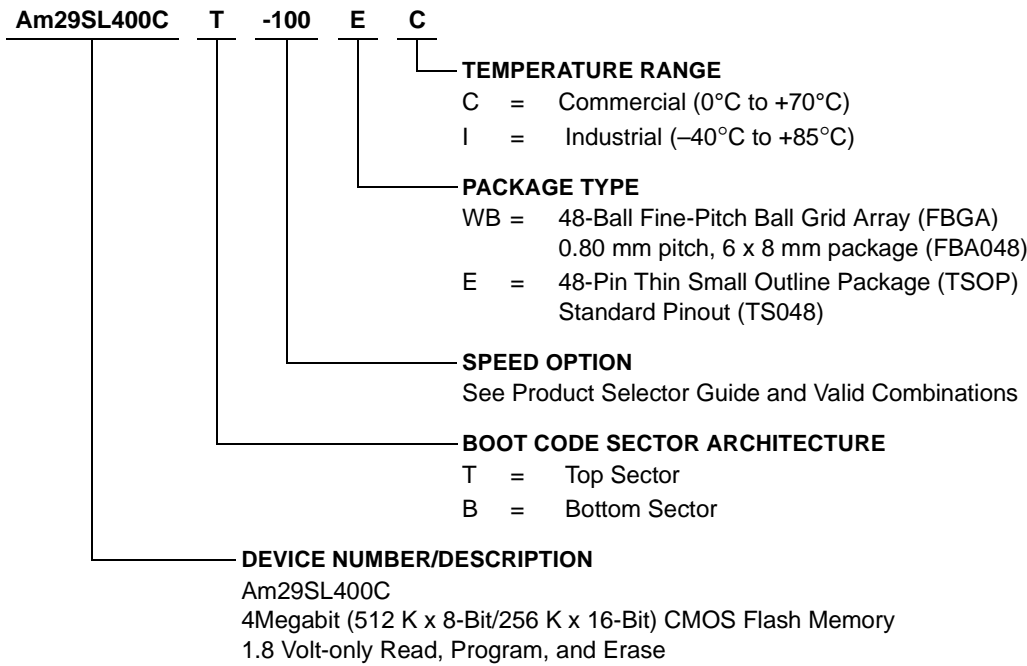 Am29SL400C T -100 E C
TEMPERATURE RANGE
C = Commercial (0°C to +70°C)
I = Industrial (–40°C to +85°C)
PACKAGE TYPE
WB = 48-Ball Fine-Pitch Ball Grid Array (FBGA)
0.80 mm pitch, 6 x 8 mm package (FBA048)
E = 48-Pin Thin Small Outline Package (TSOP)
Standard Pinout (TS048)
SPEED OPTION
See Product Selector Guide and Valid Combinations
BOOT CODE SECTOR ARCHITECTURE
T = Top Sector
B = Bottom Sector
DEVICE NUMBER/DESCRIPTION
Am29SL400C
4Megabit (512 K x 8-Bit/256 K x 16-Bit) CMOS Flash Memory
1.8 Volt-only Read, Program, and Erase